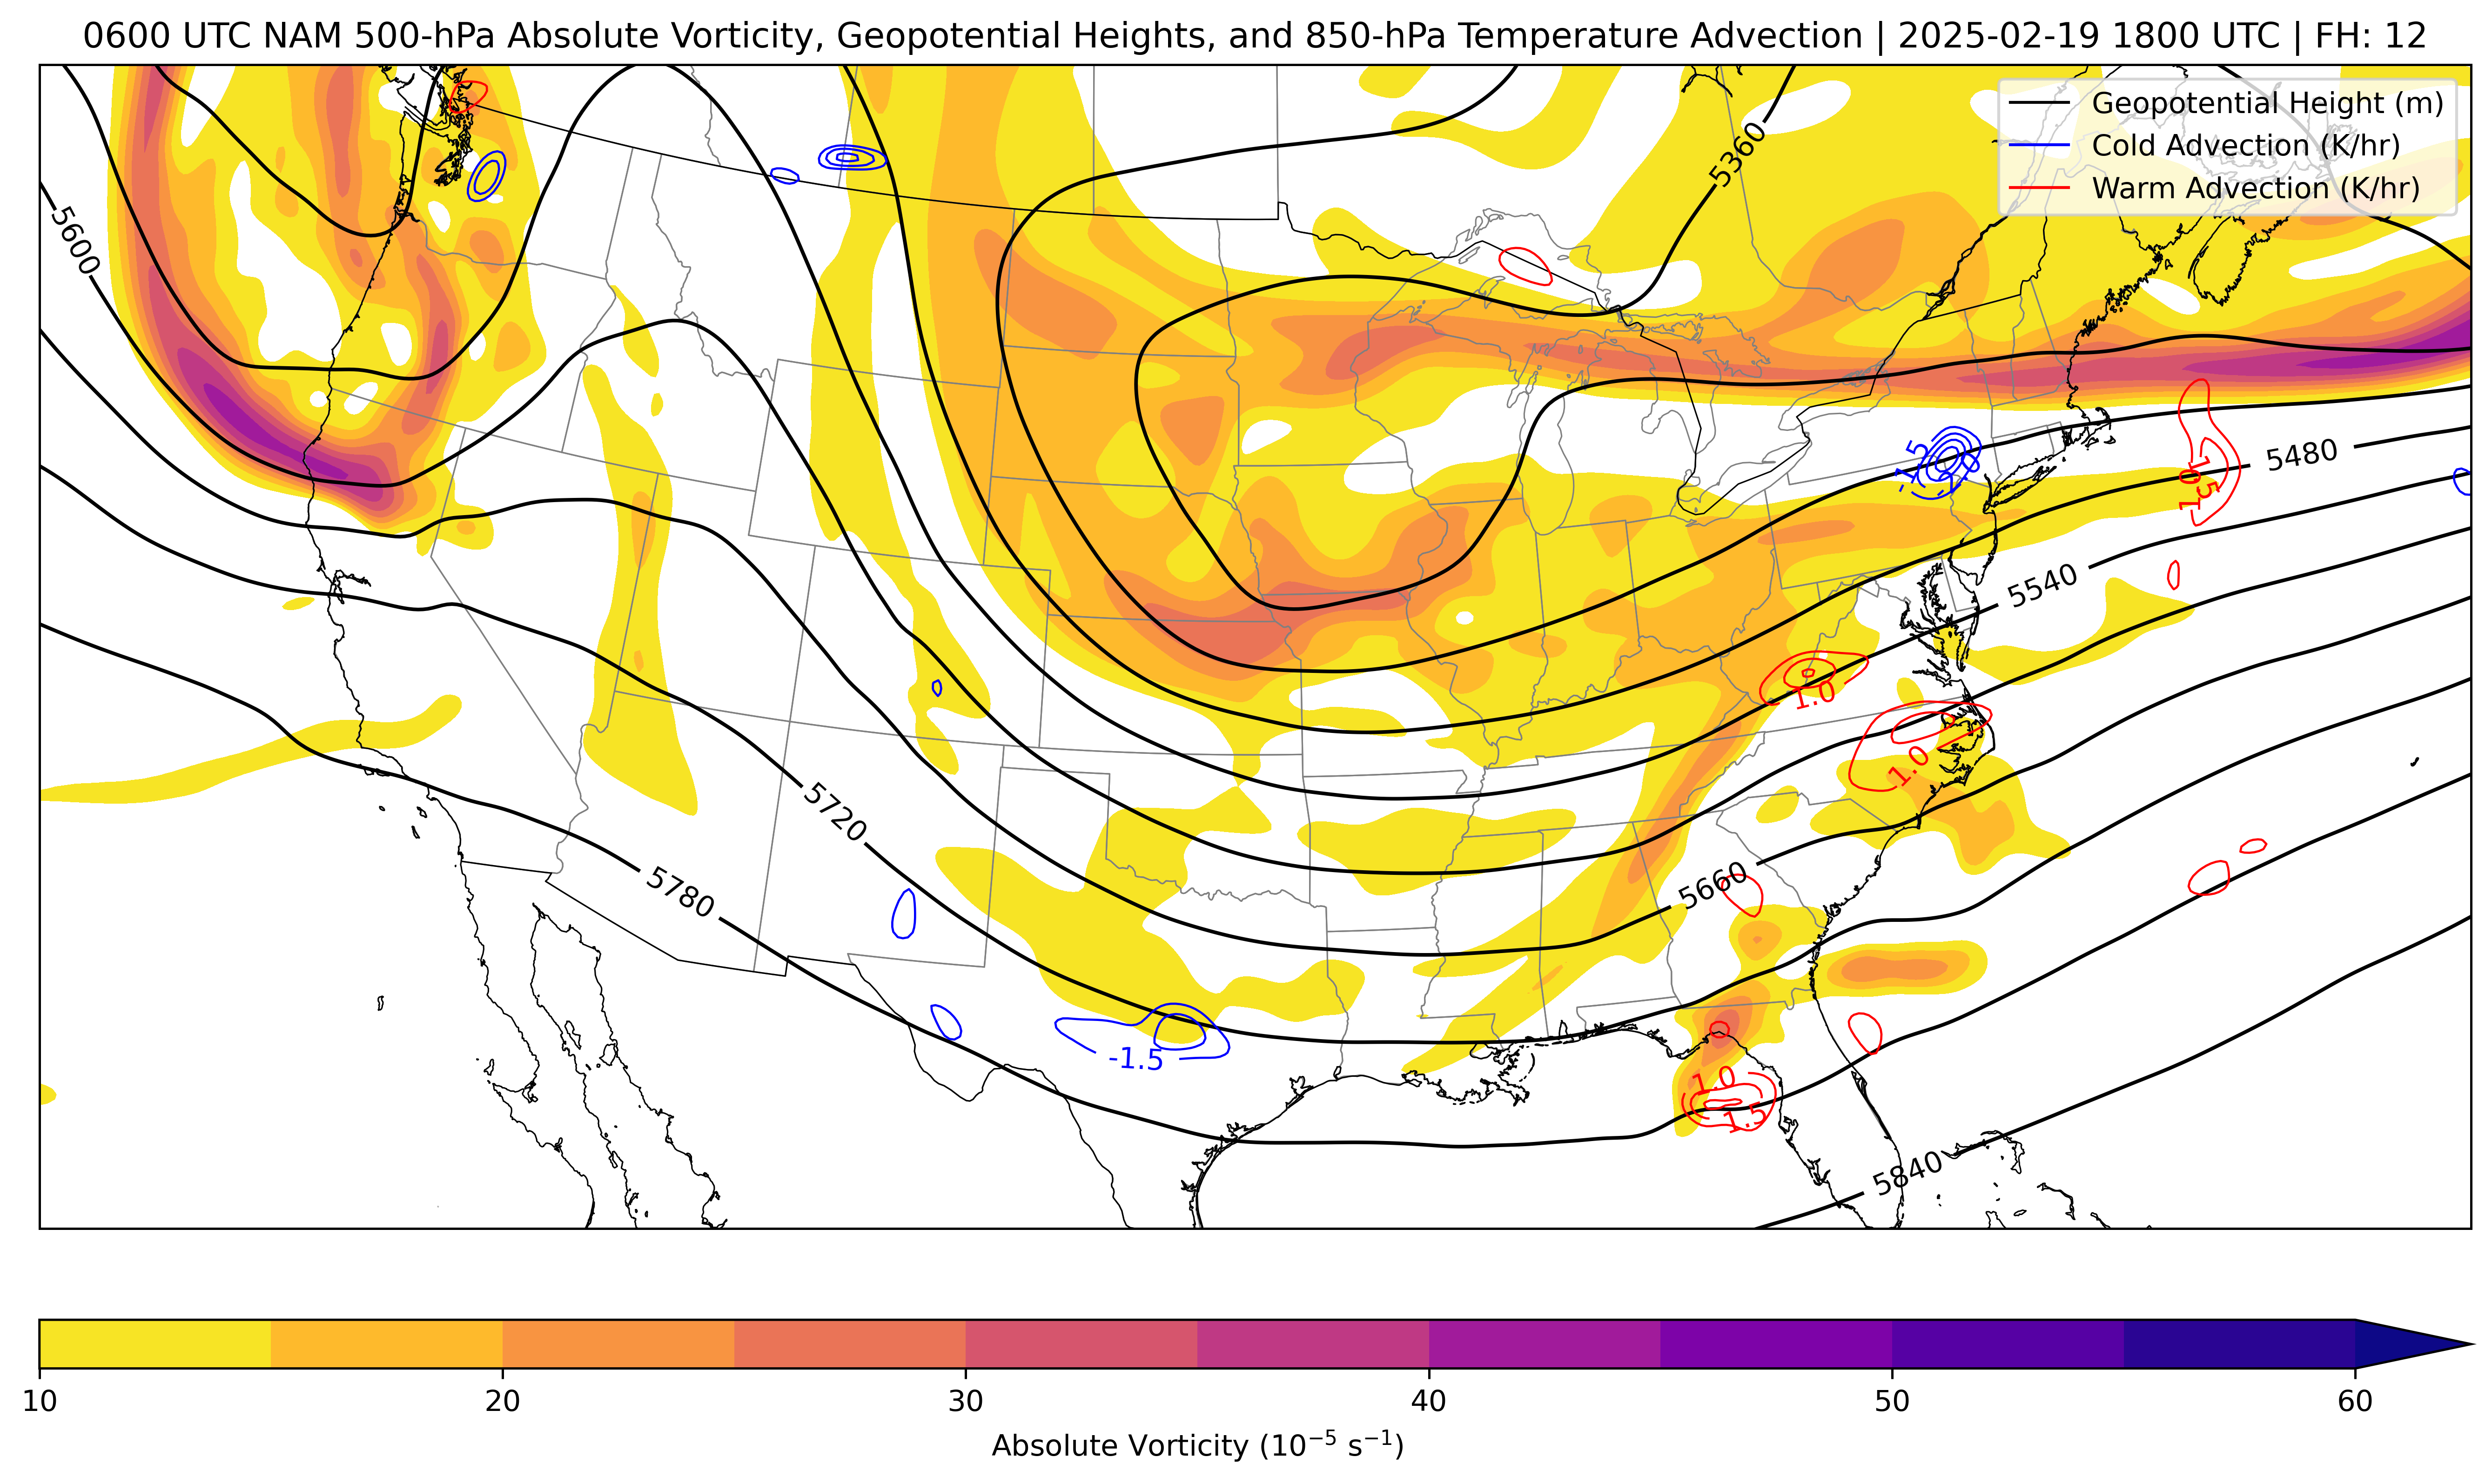 0600 UTC NAM 500-hPa Absolute Vorticity, Geopotential Heights, and 850-hPa Temperature Advection | 2025-02-19 1800 UTC | FH: 12
Geopotential Height (m)
Cold Advection (K/hr)
Warm Advection (K/hr)
5360
5600
5480
-1.5
-2.0
1.0
1.5
5540
1.0
1.0
5720
5660
5780
-1.5
1.0
1.5
5840
10 20 30 40 50 60
Absolute Vorticity (10⁻⁵ s⁻¹)